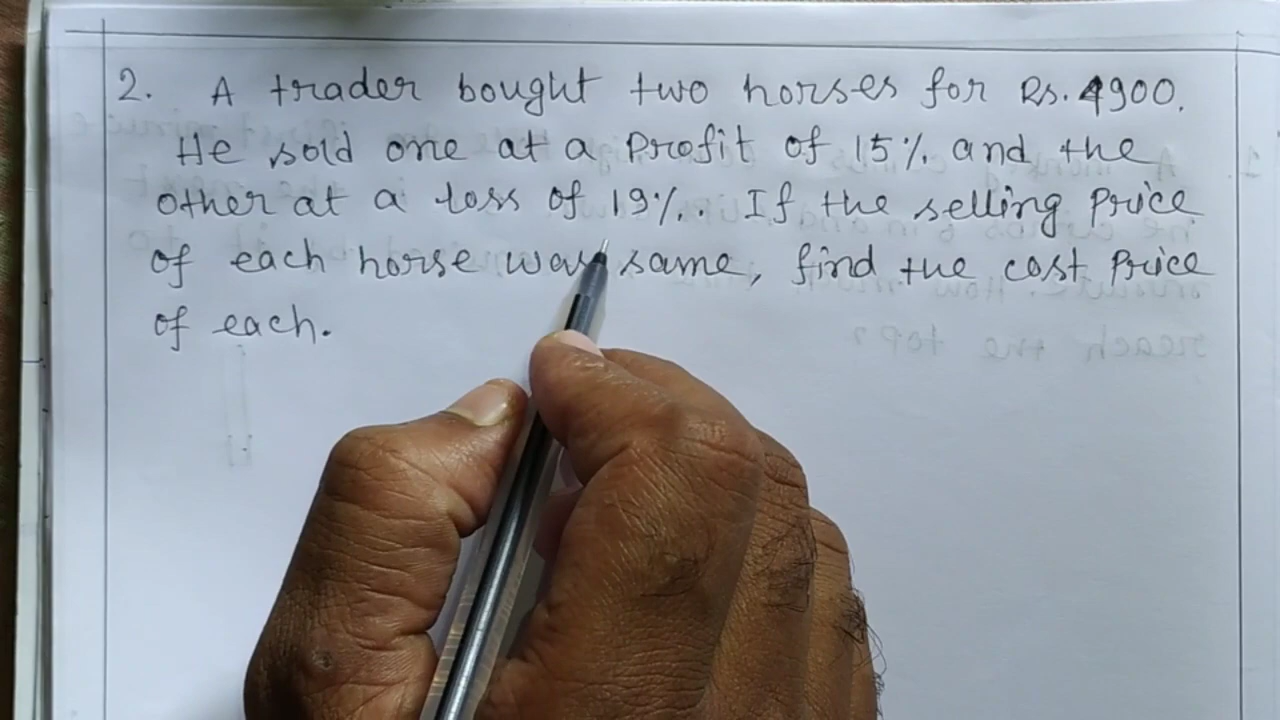 2. A trader bought two horses for Rs. 4900.
He sold one at a Profit of 15% and the
other at a loss of 19%. If the selling Price
of each horse was same, find the cost Price
of each.